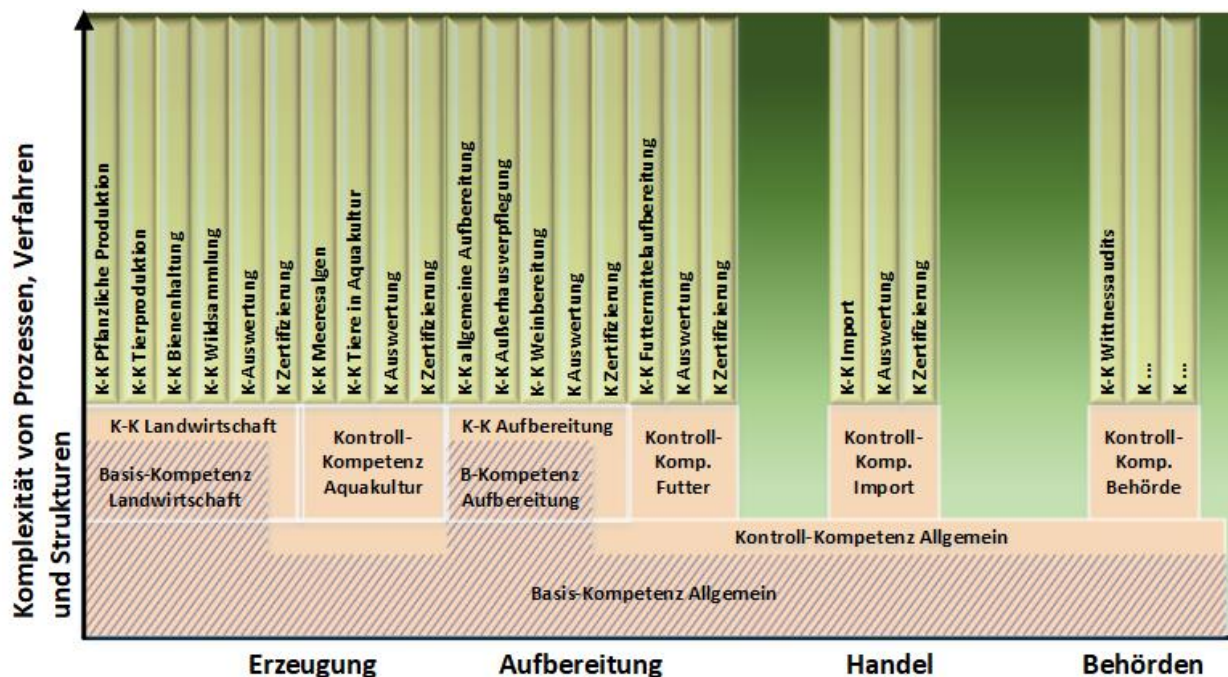 Komplexität von Prozessen, Verfahren
und Strukturen
K-K Pflanzliche Produktion
K-K Tierproduktion
K-K Bienenhaltung
K-K Wildsammlung
K-Auswertung
K Zertifizierung
K-K Meeresalgen
K-K Tiere in Aquakultur
K Auswertung
K Zertifizierung
K-K allgemeine Aufbereitung
K-K Außerhausverpflegung
K-K Weinbereitung
K Auswertung
K Zertifizierung
K-K Futtermittelaufbereitung
K Auswertung
K Zertifizierung
K-K Import
K Auswertung
K Zertifizierung
K-K Wittnessaudits
K ...
K ...
K-K Landwirtschaft
Basis-Kompetenz
Landwirtschaft
Kontroll-
Kompetenz
Aquakultur
K-K Aufbereitung
B-Kompetenz
Aufbereitung
Kontroll-
Komp.
Futter
Kontroll-
Komp.
Import
Kontroll-
Komp.
Behörde
Kontroll-Kompetenz Allgemein
Basis-Kompetenz Allgemein
Erzeugung
Aufbereitung
Handel
Behörden